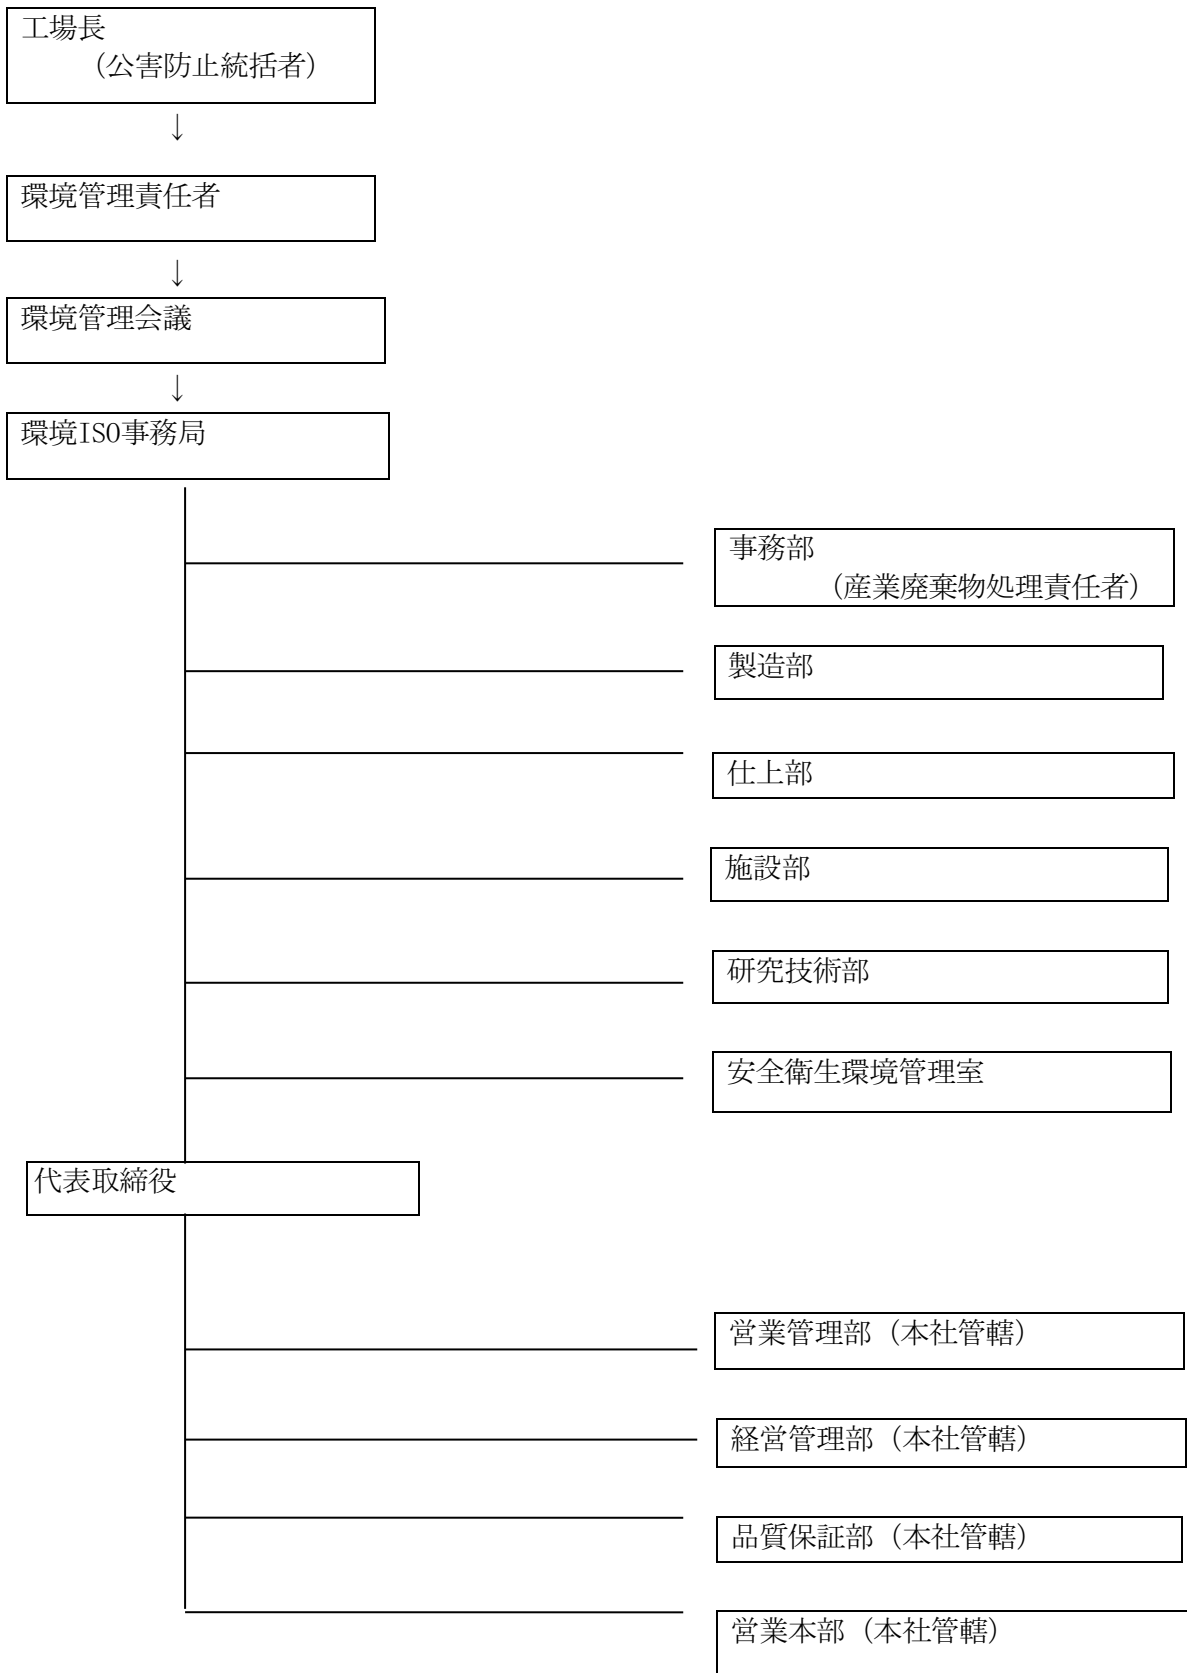 工場長
（公害防止統括者）
↓
環境管理責任者
↓
環境管理会議
↓
環境ISO事務局
事務部
（産業廃棄物処理責任者）
製造部
仕上部
施設部
研究技術部
安全衛生環境管理室
代表取締役
営業管理部（本社管轄）
経営管理部（本社管轄）
品質保証部（本社管轄）
営業本部（本社管轄）